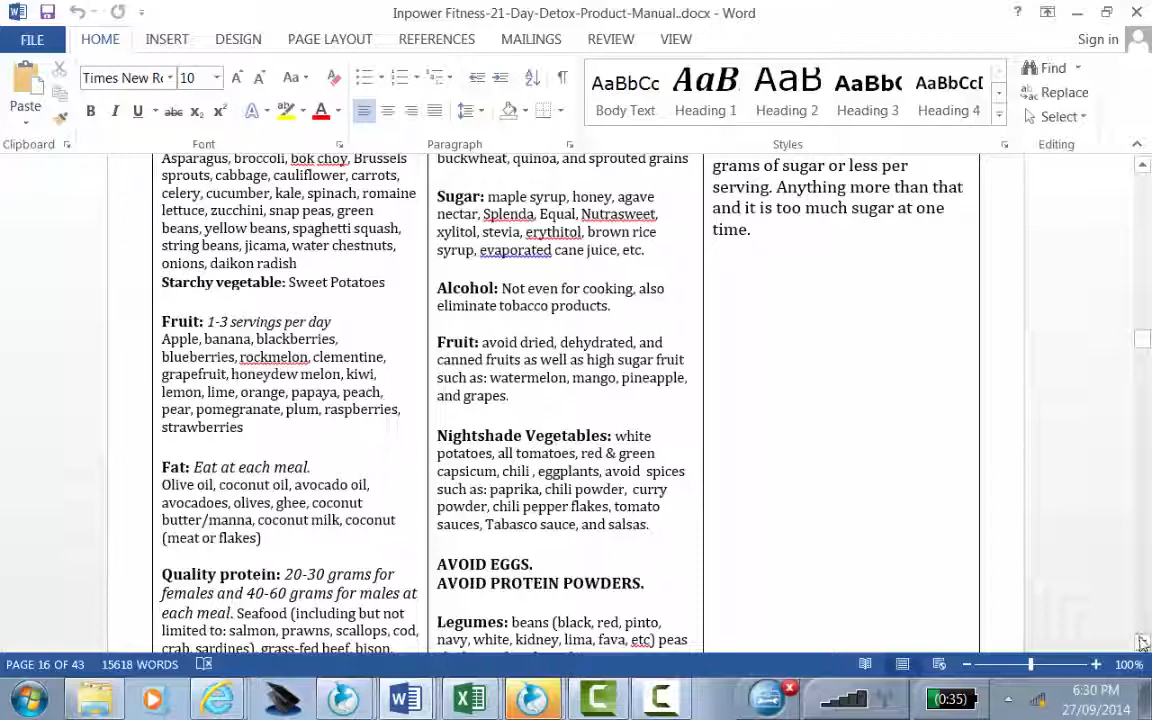 Inpower Fitness-21-Day-Detox-Product-Manual..docx - Word
FILE HOME INSERT DESIGN PAGE LAYOUT REFERENCES MAILINGS REVIEW VIEW Sign in
Times New Ro 10
Paste
Clipboard Font Paragraph Styles Editing
AaBbCc AaB AaB AaBb( AaBbCcI
Body Text Heading 1 Heading 2 Heading 3 Heading 4
Find
Replace
Select
Asparagus, broccoli, bok choy, Brussels
sprouts, cabbage, cauliflower, carrots,
celery, cucumber, kale, spinach, romaine
lettuce, zucchini, snap peas, green
beans, yellow beans, spaghetti squash,
string beans, jicama, water chestnuts,
onions, daikon radish
Starchy vegetable: Sweet Potatoes
Fruit: 1-3 servings per day
Apple, banana, blackberries,
blueberries, rockmelon, clementine,
grapefruit, honeydew melon, kiwi,
lemon, lime, orange, papaya, peach,
pear, pomegranate, plum, raspberries,
strawberries
Fat: Eat at each meal.
Olive oil, coconut oil, avocado oil,
avocadoes, olives, ghee, coconut
butter/manna, coconut milk, coconut
(meat or flakes)
Quality protein: 20-30 grams for
females and 40-60 grams for males at
each meal. Seafood (including but not
limited to: salmon, prawns, scallops, cod,
crab, sardines), grass-fed beef, bison,
buckwheat, quinoa, and sprouted grains
Sugar: maple syrup, honey, agave
nectar, Splenda, Equal, Nutrasweet,
xylitol, stevia, erythitol, brown rice
syrup, evaporated cane juice, etc.
Alcohol: Not even for cooking, also
eliminate tobacco products.
Fruit: avoid dried, dehydrated, and
canned fruits as well as high sugar fruit
such as: watermelon, mango, pineapple,
and grapes.
Nightshade Vegetables: white
potatoes, all tomatoes, red & green
capsicum, chili , eggplants, avoid spices
such as: paprika, chili powder, curry
powder, chili pepper flakes, tomato
sauces, Tabasco sauce, and salsas.
AVOID EGGS.
AVOID PROTEIN POWDERS.
Legumes: beans (black, red, pinto,
navy, white, kidney, lima, fava, etc) peas
grams of sugar or less per
serving. Anything more than that
and it is too much sugar at one
time.
PAGE 16 OF 43 15618 WORDS 100%
(0:35)
6:30 PM
27/09/2014